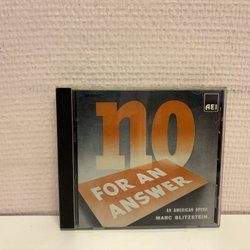 AEI
no
FOR AN
ANSWER
AN AMERICAN OPERA
MARC BLITZSTEIN